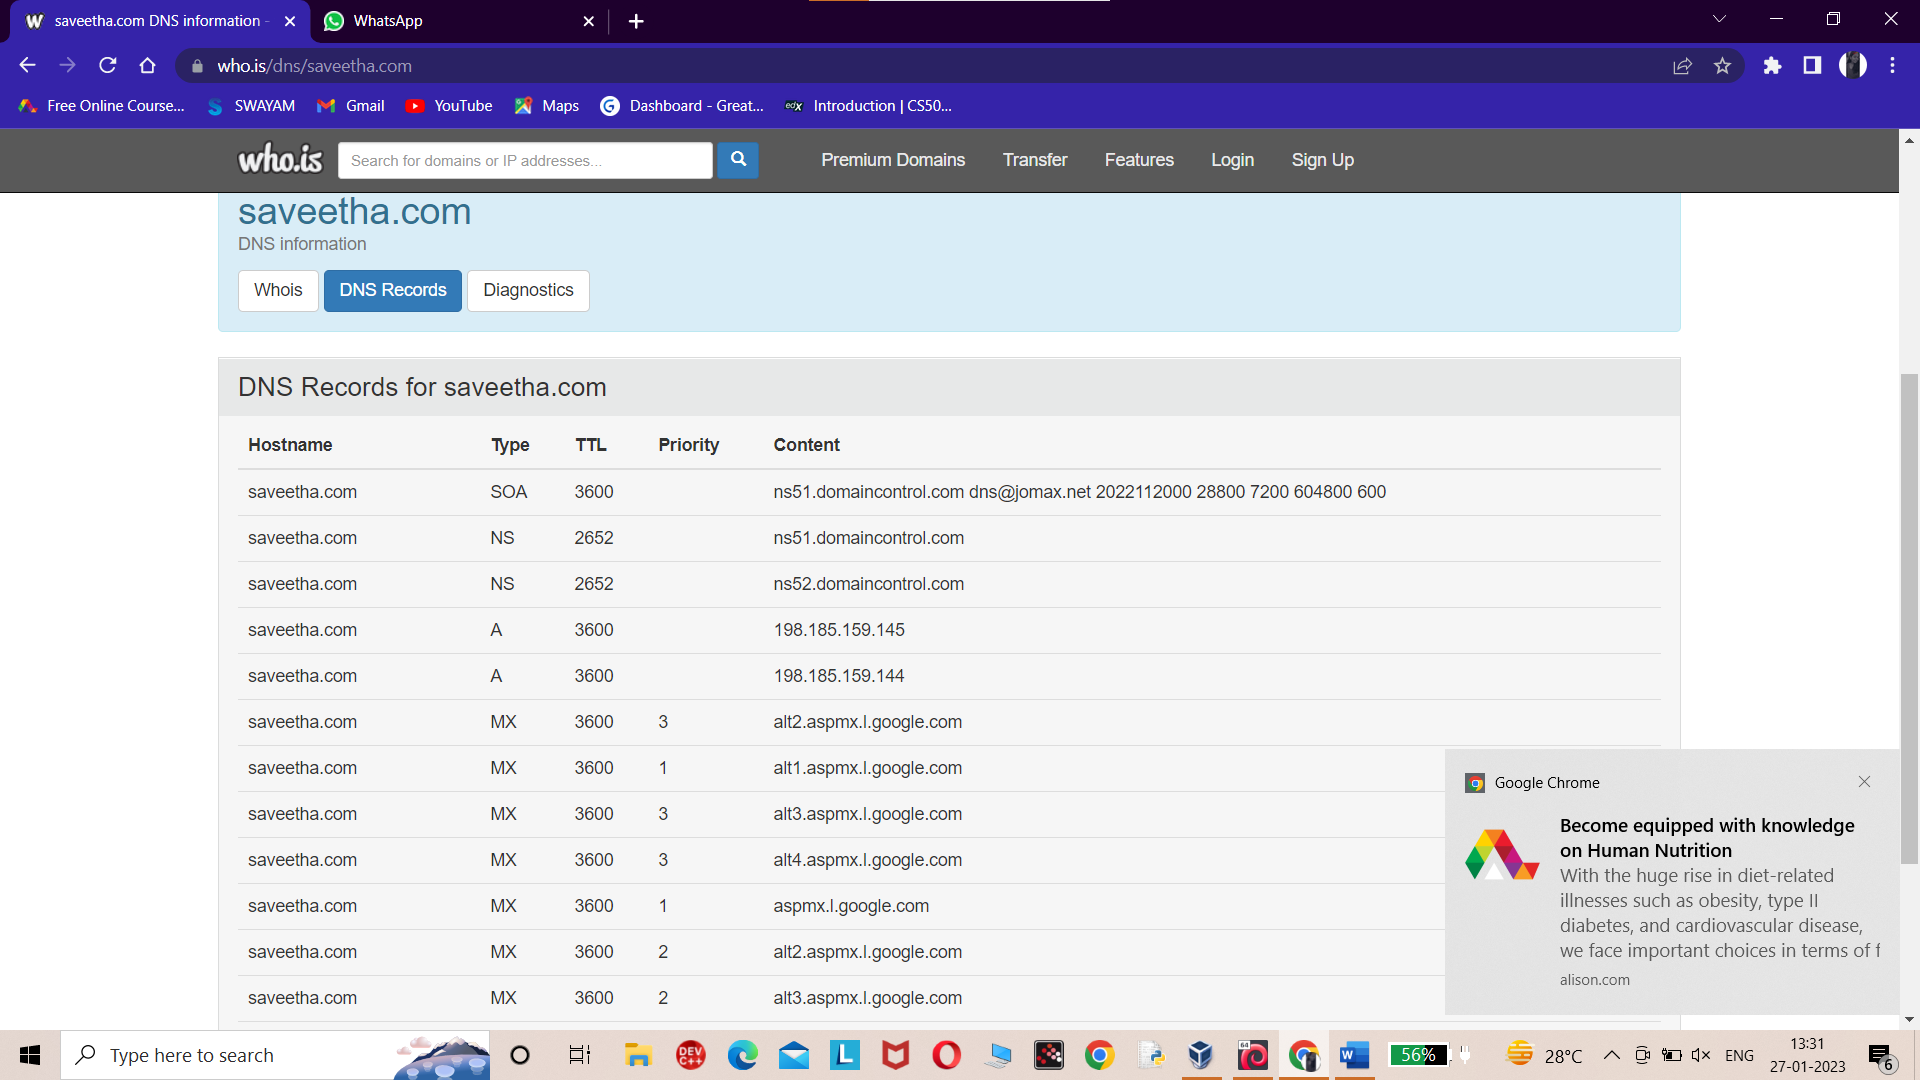 saveetha.com DNS information -
WhatsApp
who.is/dns/saveetha.com
Free Online Course...
SWAYAM
Gmail
YouTube
Maps
Dashboard - Great...
edX
Introduction | CS50...
who.is
Search for domains or IP addresses...
Premium Domains
Transfer
Features
Login
Sign Up
saveetha.com
DNS information
Whois
DNS Records
Diagnostics
DNS Records for saveetha.com
Hostname Type TTL Priority Content
saveetha.com SOA 3600 ns51.domaincontrol.com dns@jomax.net 2022112000 28800 7200 604800 600
saveetha.com NS 2652 ns51.domaincontrol.com
saveetha.com NS 2652 ns52.domaincontrol.com
saveetha.com A 3600 198.185.159.145
saveetha.com A 3600 198.185.159.144
saveetha.com MX 3600 3 alt2.aspmx.l.google.com
saveetha.com MX 3600 1 alt1.aspmx.l.google.com
saveetha.com MX 3600 3 alt3.aspmx.l.google.com
saveetha.com MX 3600 3 alt4.aspmx.l.google.com
saveetha.com MX 3600 1 aspmx.l.google.com
saveetha.com MX 3600 2 alt2.aspmx.l.google.com
saveetha.com MX 3600 2 alt3.aspmx.l.google.com
Google Chrome
Become equipped with knowledge
on Human Nutrition
With the huge rise in diet-related
illnesses such as obesity, type II
diabetes, and cardiovascular disease,
we face important choices in terms of f
alison.com
Type here to search
DEV
C++
L
64
W
56%
28°C
ENG
13:31
27-01-2023
6